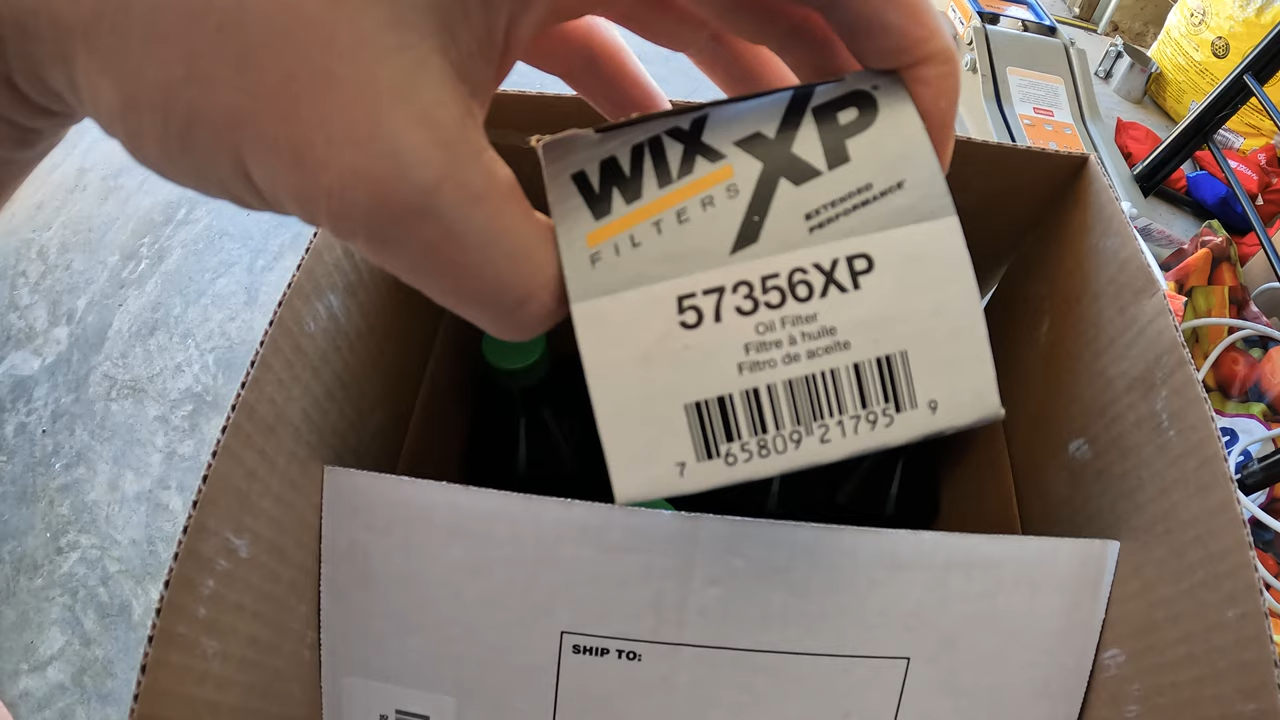 WIX XP
FILTERS
EXTENDED
PERFORMANCE
57356XP
Oil Filter
Filtre à huile
Filtro de aceite
7 65809 21795 9
SHIP TO: